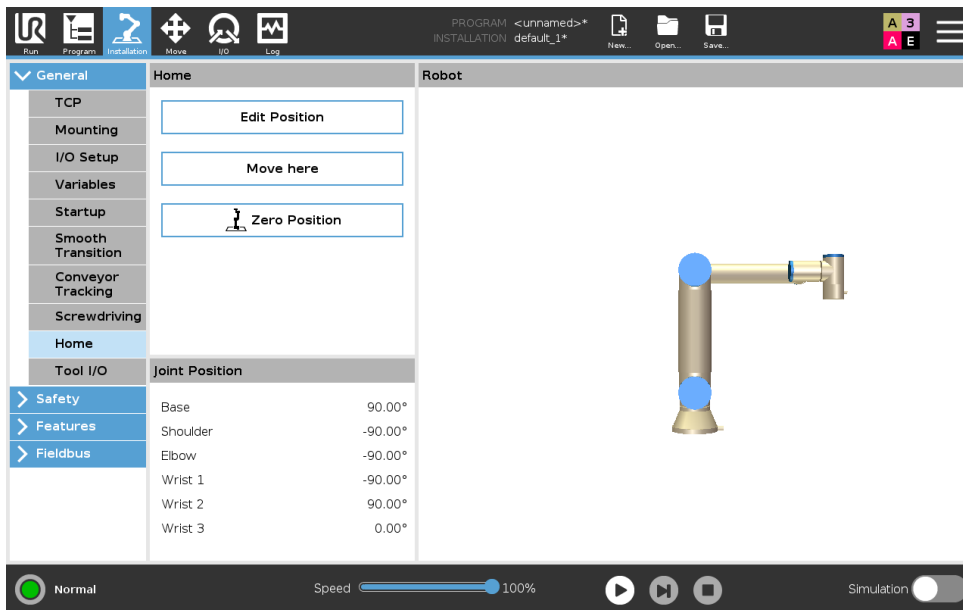 UR
Run
Program
Installation
Move
I/O
Log
PROGRAM <unnamed>*
INSTALLATION default_1*
New...
Open...
Save...
A 3
A E
General
TCP
Mounting
I/O Setup
Variables
Startup
Smooth
Transition
Conveyor
Tracking
Screwdriving
Home
Tool I/O
Safety
Features
Fieldbus
Home
Edit Position
Move here
Zero Position
Joint Position
Base 90.00°
Shoulder -90.00°
Elbow -90.00°
Wrist 1 -90.00°
Wrist 2 90.00°
Wrist 3 0.00°
Robot
Normal
Speed 100%
Simulation